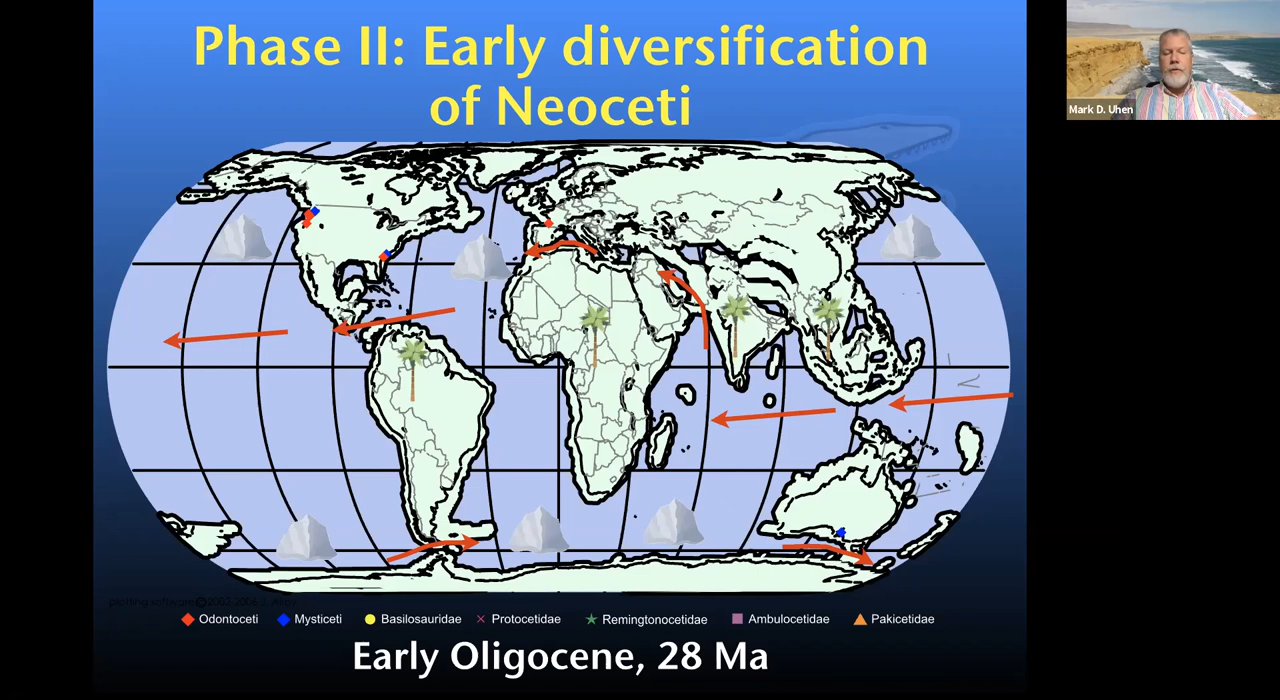 Phase II: Early diversification
of Neoceti
Mark D. Uhen
Odontoceti Mysticeti Basilosauridae Protocetidae Remingtonocetidae Ambulocetidae Pakicetidae
Early Oligocene, 28 Ma